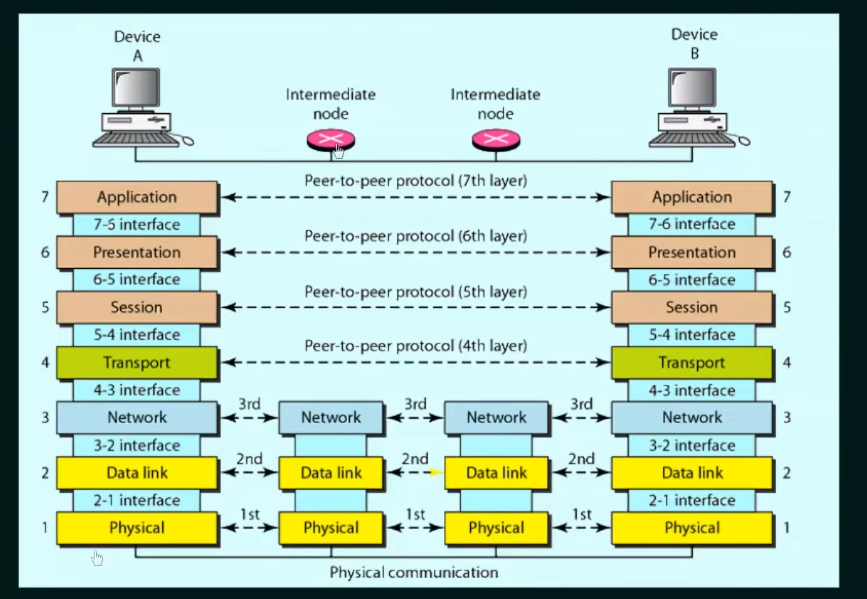 Device
A
Device
B
Intermediate
node
Intermediate
node
Peer-to-peer protocol (7th layer)
7 Application Application 7
7-5 interface 7-6 interface
Peer-to-peer protocol (6th layer)
6 Presentation Presentation 6
6-5 interface 6-5 interface
Peer-to-peer protocol (5th layer)
5 Session Session 5
5-4 interface 5-4 interface
Peer-to-peer protocol (4th layer)
4 Transport Transport 4
4-3 interface 4-3 interface
3rd 3rd 3rd
3 Network Network Network Network 3
3-2 interface 3-2 interface
2nd 2nd 2nd
2 Data link Data link Data link Data link 2
2-1 interface 2-1 interface
1st 1st 1st
1 Physical Physical Physical Physical 1
Physical communication